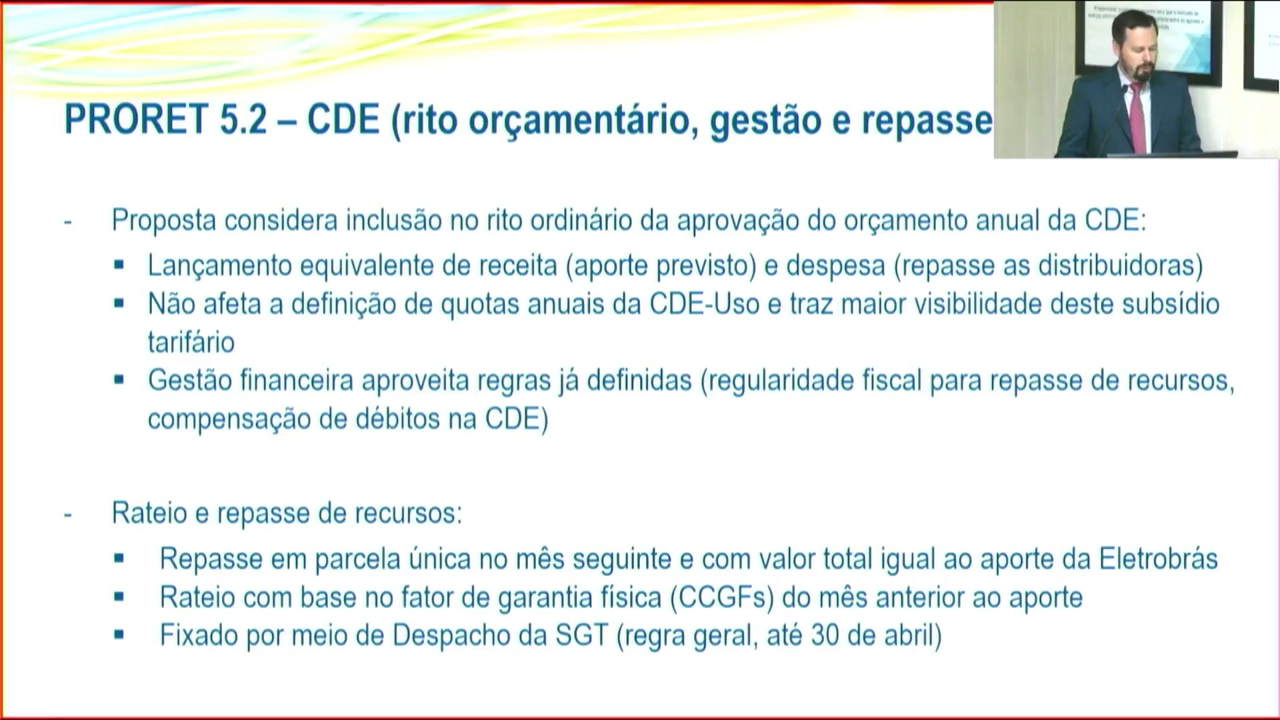 PRORET 5.2 – CDE (rito orçamentário, gestão e repasse
- Proposta considera inclusão no rito ordinário da aprovação do orçamento anual da CDE:
▪ Lançamento equivalente de receita (aporte previsto) e despesa (repasse as distribuidoras)
▪ Não afeta a definição de quotas anuais da CDE-Uso e traz maior visibilidade deste subsídio
tarifário
▪ Gestão financeira aproveita regras já definidas (regularidade fiscal para repasse de recursos,
compensação de débitos na CDE)
- Rateio e repasse de recursos:
▪ Repasse em parcela única no mês seguinte e com valor total igual ao aporte da Eletrobrás
▪ Rateio com base no fator de garantia física (CCGFs) do mês anterior ao aporte
▪ Fixado por meio de Despacho da SGT (regra geral, até 30 de abril)